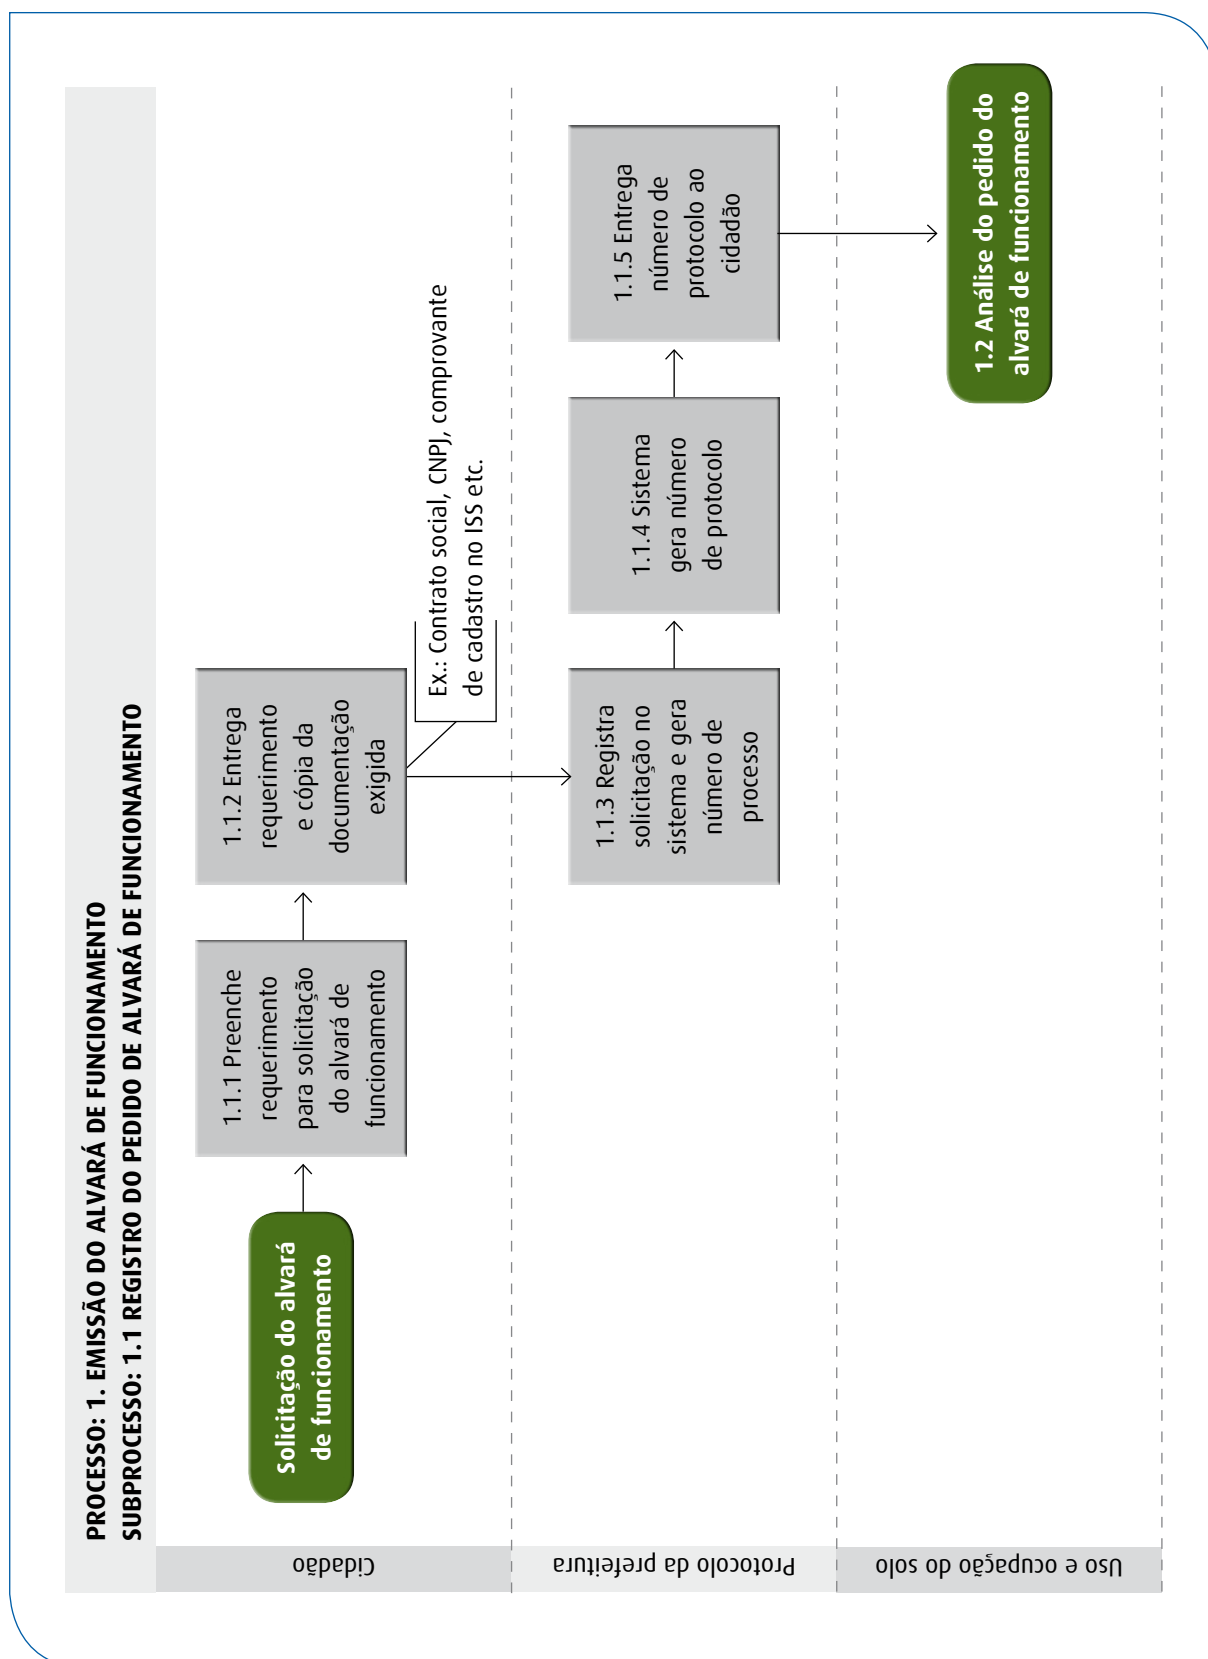 PROCESSO: 1. EMISSÃO DO ALVARÁ DE FUNCIONAMENTO
SUBPROCESSO: 1.1 REGISTRO DO PEDIDO DE ALVARÁ DE FUNCIONAMENTO
Cidadão
Solicitação do alvará
de funcionamento
1.1.1 Preenche
requerimento
para solicitação
do alvará de
funcionamento
1.1.2 Entrega
requerimento
e cópia da
documentação
exigida
Ex.: Contrato social, CNPJ, comprovante
de cadastro no ISS etc.
Protocolo da prefeitura
1.1.3 Registra
solicitação no
sistema e gera
número de
processo
1.1.4 Sistema
gera número
de protocolo
1.1.5 Entrega
número de
protocolo ao
cidadão
Uso e ocupação do solo
1.2 Análise do pedido do
alvará de funcionamento